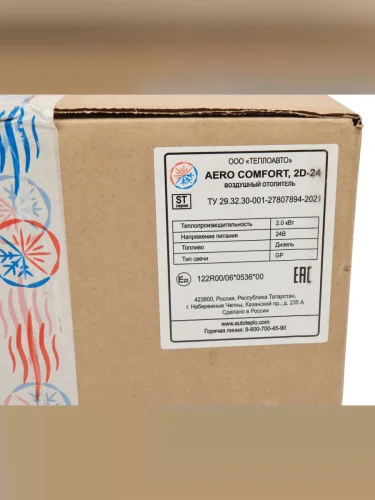 ООО «ТЕПЛОАВТО»
AERO COMFORT, 2D-24
ВОЗДУШНЫЙ ОТОПИТЕЛЬ
ST
серия
ТУ 29.32.30-001-27807894-2021
Теплопроизводительность 2.0 кВт
Напряжение питания 24В
Топливо Дизель
Тип свечи GP
E22 122R00/06*0536*00 EAC
423800, Россия, Республика Татарстан,
г. Набережные Челны, Казанский пр., д. 235 А
Сделано в России
www.autoteplo.com
Горячая линия: 8-800-700-45-90